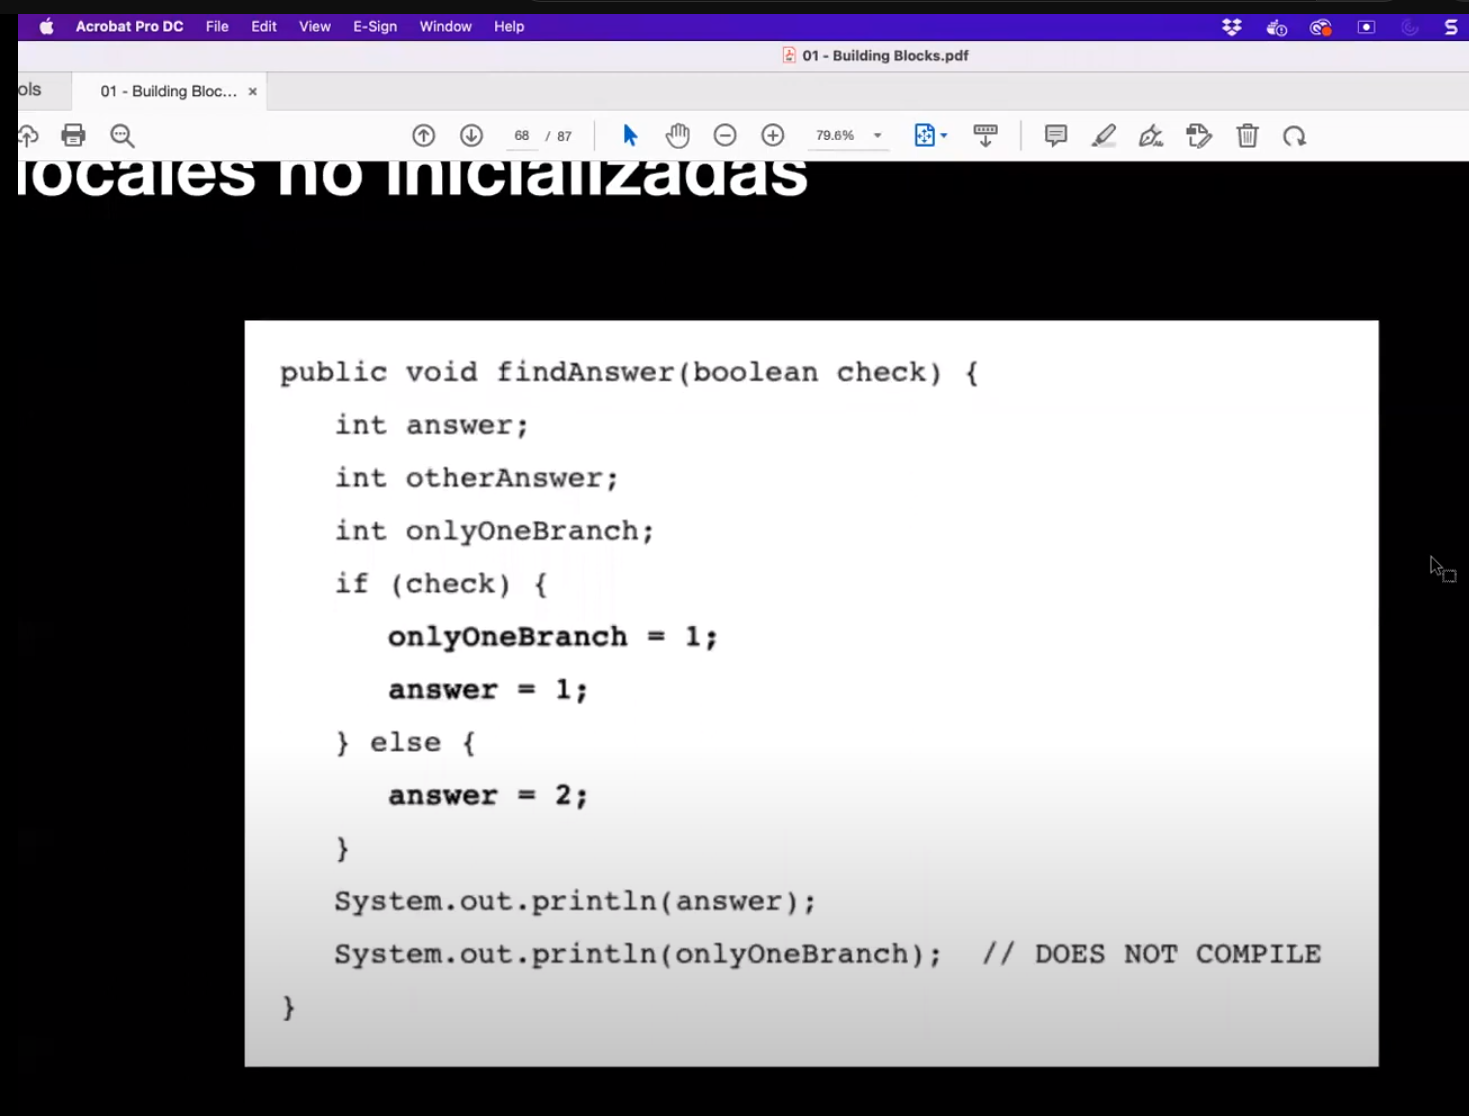 Acrobat Pro DC File Edit View E-Sign Window Help
01 - Building Blocks.pdf
ols 01 - Building Bloc... ×
68 / 87 79.6%
locales no inicializadas
public void findAnswer(boolean check) {
int answer;
int otherAnswer;
int onlyOneBranch;
if (check) {
onlyOneBranch = 1;
answer = 1;
} else {
answer = 2;
}
System.out.println(answer);
System.out.println(onlyOneBranch); // DOES NOT COMPILE
}